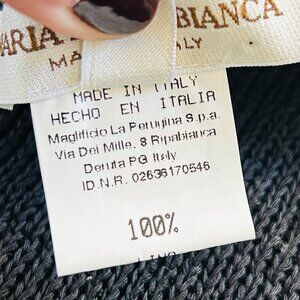 BIANCA
MADE IN ITALY
HECHO EN ITALIA
Maglificio La Perugina S.p.a.
Via Dei Mille, 8 Ripabianca
Deruta PG Italy
ID.N.R. 02636170546
100%
LINO